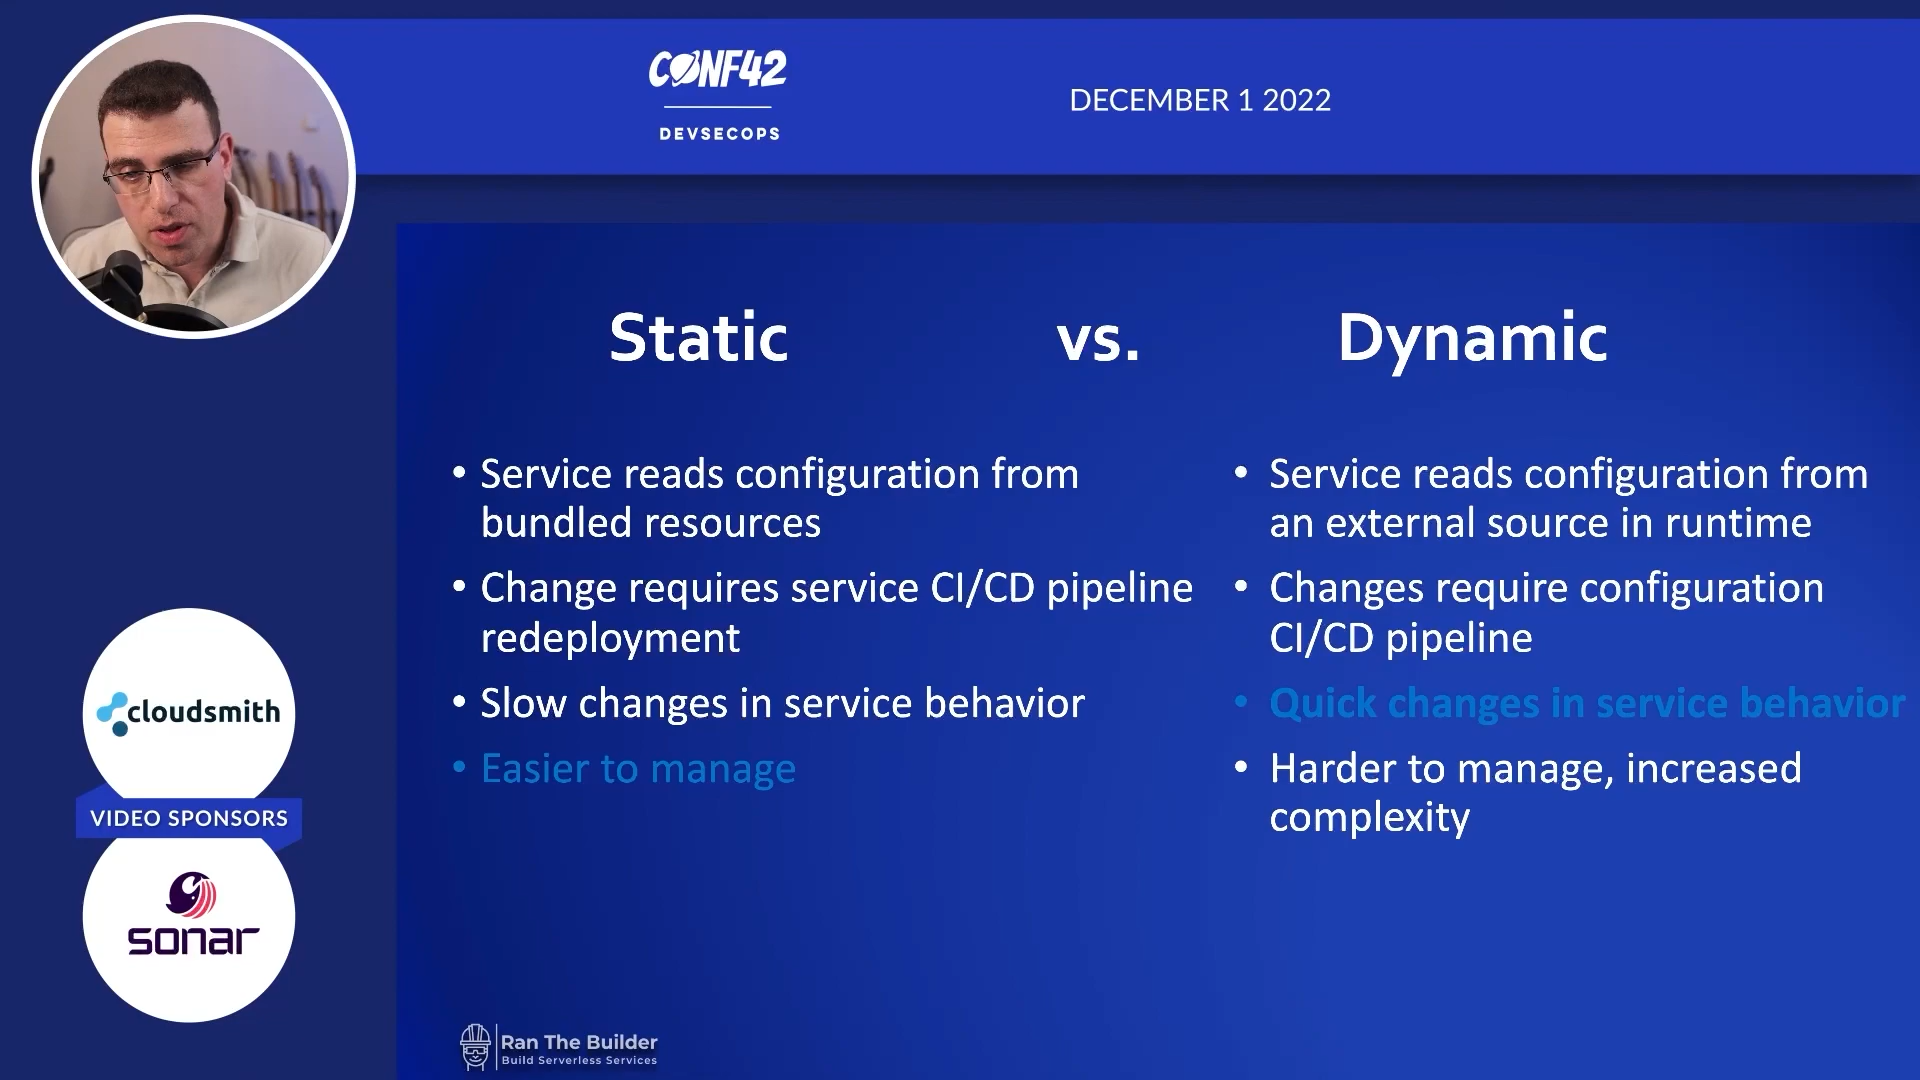 CONF42
DEVSECOPS
DECEMBER 1 2022
Static vs. Dynamic
• Service reads configuration from
bundled resources
• Change requires service CI/CD pipeline
redeployment
• Slow changes in service behavior
• Easier to manage
• Service reads configuration from
an external source in runtime
• Changes require configuration
CI/CD pipeline
• Quick changes in service behavior
• Harder to manage, increased
complexity
cloudsmith
VIDEO SPONSORS
sonar
Ran The Builder
Build Serverless Services